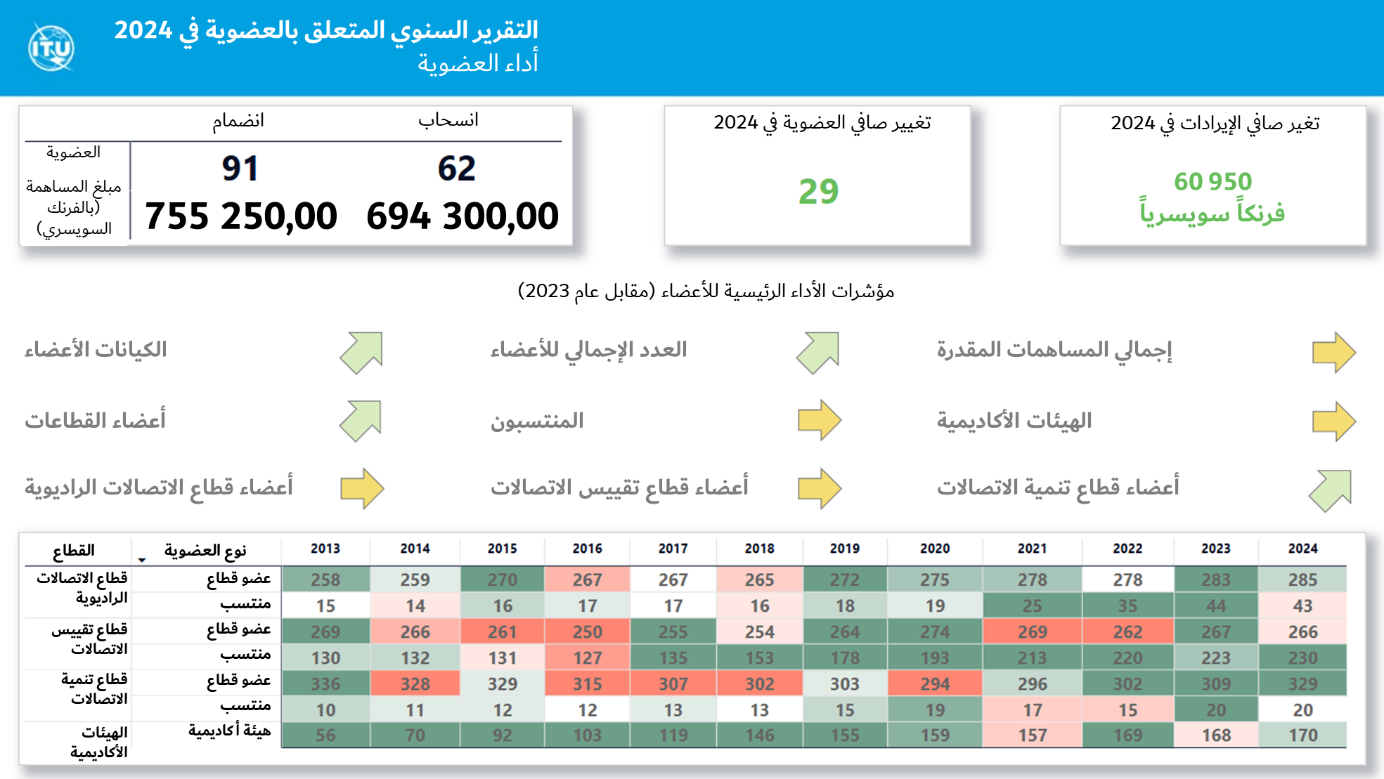 التقرير السنوي المتعلق بالعضوية في 2024
أداء العضوية
ITU
انضمام انسحاب
العضوية 91 62
مبلغ المساهمة
(بالفرنك
السويسري)
755 250,00 694 300,00
تغيير صافي العضوية في 2024
29
تغير صافي الإيرادات في 2024
60 950
فرنكاً سويسرياً
مؤشرات الأداء الرئيسية للأعضاء (مقابل عام 2023)
الكيانات الأعضاء
العدد الإجمالي للأعضاء
إجمالي المساهمات المقدرة
أعضاء القطاعات
المنتسبون
الهيئات الأكاديمية
أعضاء قطاع الاتصالات الراديوية
أعضاء قطاع تقييس الاتصالات
أعضاء قطاع تنمية الاتصالات
القطاع نوع العضوية 2013 2014 2015 2016 2017 2018 2019 2020 2021 2022 2023 2024
قطاع الاتصالات
الراديوية
عضو قطاع 258 259 270 267 267 265 272 275 278 278 283 285
منتسب 15 14 16 17 17 16 18 19 25 35 44 43
قطاع تقييس
الاتصالات
عضو قطاع 269 266 261 250 255 254 264 274 269 262 267 266
منتسب 130 132 131 127 135 153 178 193 213 220 223 230
قطاع تنمية
الاتصالات
عضو قطاع 336 328 329 315 307 302 303 294 296 302 309 329
منتسب 10 11 12 12 13 13 15 19 17 15 20 20
الهيئات
الأكاديمية
هيئة أكاديمية 56 70 92 103 119 146 155 159 157 169 168 170